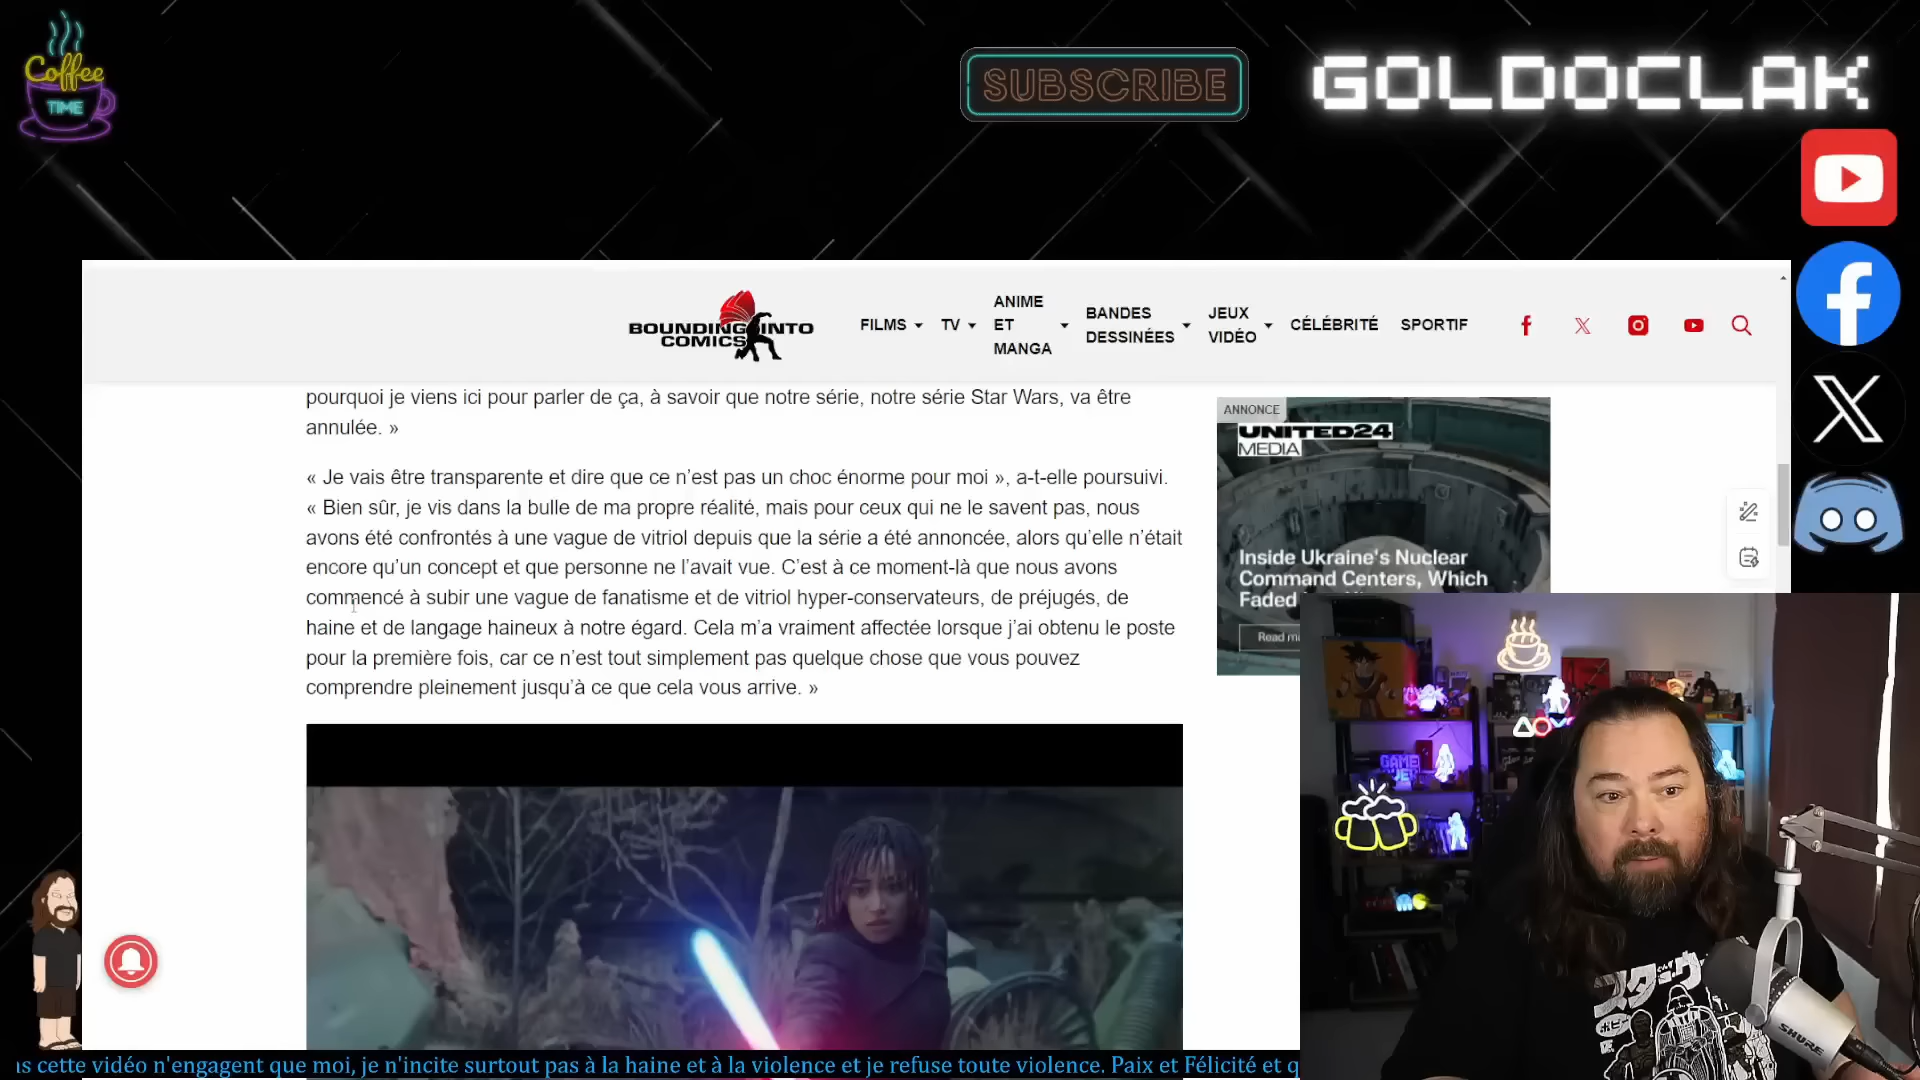 Coffee
TIME
SUBSCRIBE
GOLDOCLAK
BOUNDING INTO
COMICS
FILMS
TV
ANIME
ET
MANGA
BANDES
DESSINÉES
JEUX
VIDÉO
CÉLÉBRITÉ
SPORTIF
pourquoi je viens ici pour parler de ça, à savoir que notre série, notre série Star Wars, va être
annulée. »
« Je vais être transparente et dire que ce n’est pas un choc énorme pour moi », a-t-elle poursuivi.
« Bien sûr, je vis dans la bulle de ma propre réalité, mais pour ceux qui ne le savent pas, nous
avons été confrontés à une vague de vitriol depuis que la série a été annoncée, alors qu’elle n’était
encore qu’un concept et que personne ne l’avait vue. C’est à ce moment-là que nous avons
commencé à subir une vague de fanatisme et de vitriol hyper-conservateurs, de préjugés, de
haine et de langage haineux à notre égard. Cela m’a vraiment affectée lorsque j’ai obtenu le poste
pour la première fois, car ce n’est tout simplement pas quelque chose que vous pouvez
comprendre pleinement jusqu’à ce que cela vous arrive. »
ANNONCE
UNITED24
MEDIA
Inside Ukraine's Nuclear
Command Centers, Which
Faded
Read
GAME
SHURE
cette vidéo n'engagent que moi, je n'incite surtout pas à la haine et à la violence et je refuse toute violence. Paix et Félicité et q